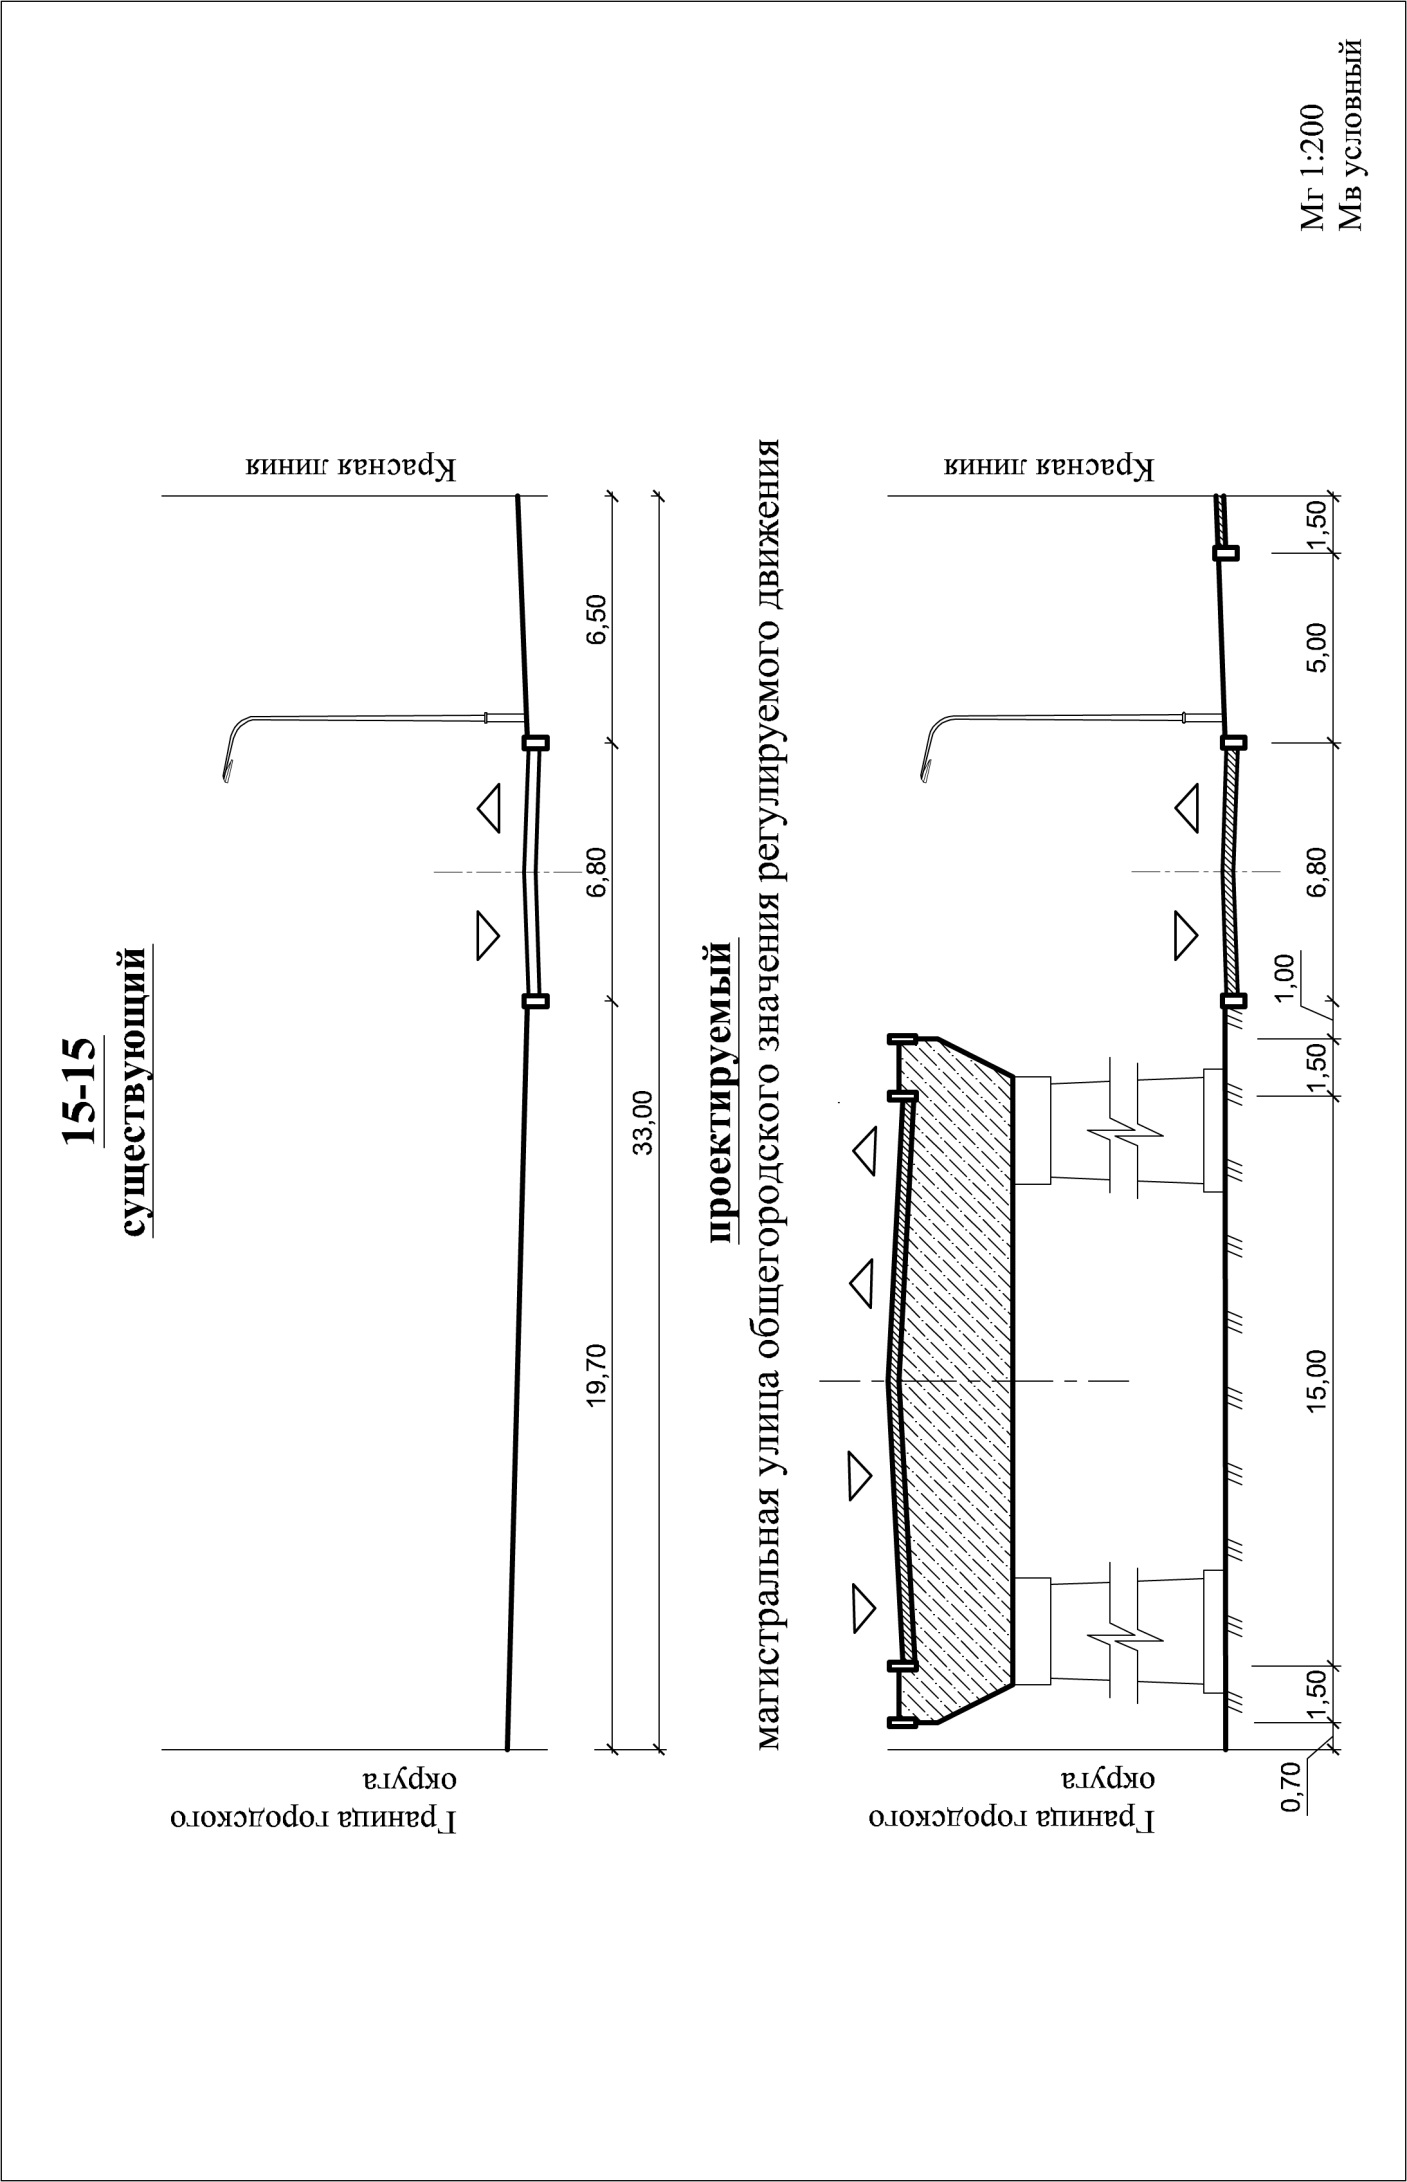 15-15
существующий
Граница городского
округа
Красная линия
19,70
6,80
6,50
33,00
проектируемый
магистральная улица общегородского значения регулируемого движения
Граница городского
округа
Красная линия
0,70
1,50
15,00
1,50
1,00
6,80
5,00
1,50
Мг 1:200
Мв условный